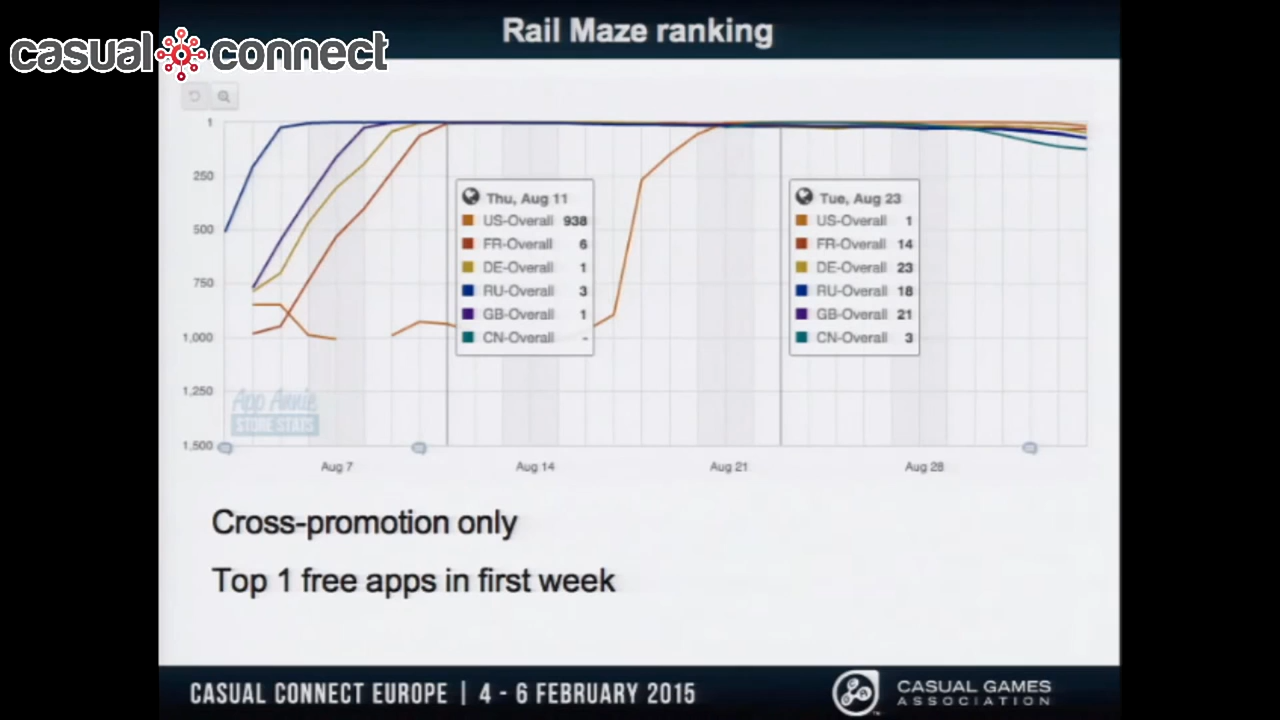 Rail Maze ranking
casual connect
1
250
500
750
1,000
1,250
1,500
Thu, Aug 11
US-Overall 938
FR-Overall 6
DE-Overall 1
RU-Overall 3
GB-Overall 1
CN-Overall -
Tue, Aug 23
US-Overall 1
FR-Overall 14
DE-Overall 23
RU-Overall 18
GB-Overall 21
CN-Overall 3
App Annie
STORE STATS
Aug 7
Aug 14
Aug 21
Aug 28
Cross-promotion only
Top 1 free apps in first week
CASUAL CONNECT EUROPE | 4 - 6 FEBRUARY 2015
CASUAL GAMES
ASSOCIATION